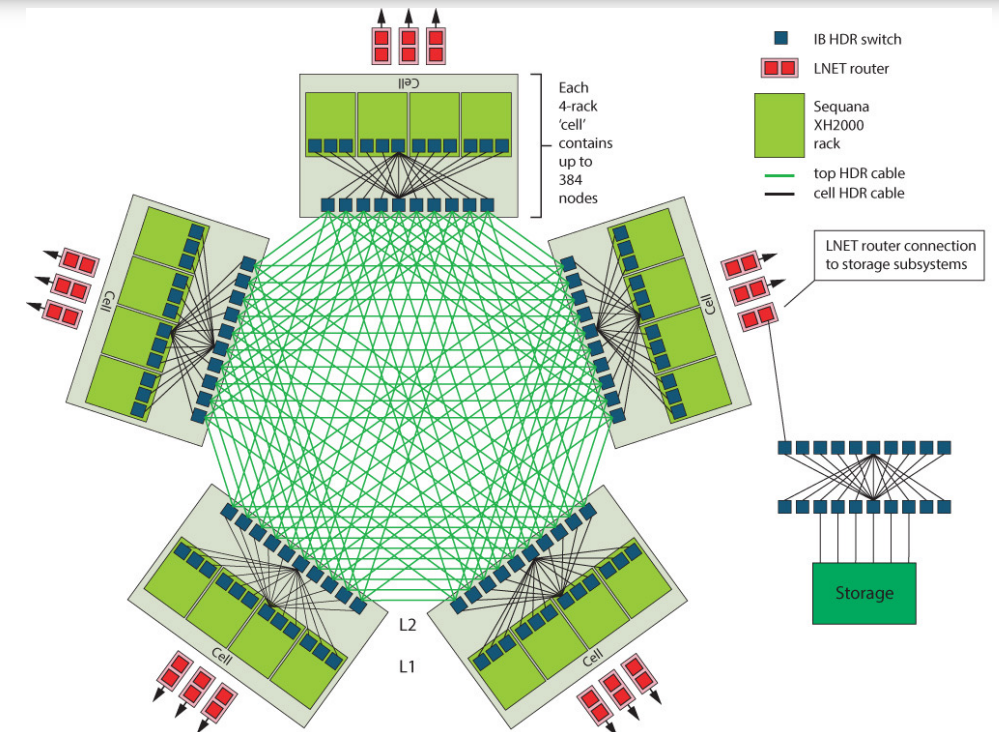 Cell
Each
4-rack
'cell'
contains
up to
384
nodes
IB HDR switch
LNET router
Sequana
XH2000
rack
top HDR cable
cell HDR cable
LNET router connection
to storage subsystems
Cell
Cell
Storage
L2
L1
Cell
Cell